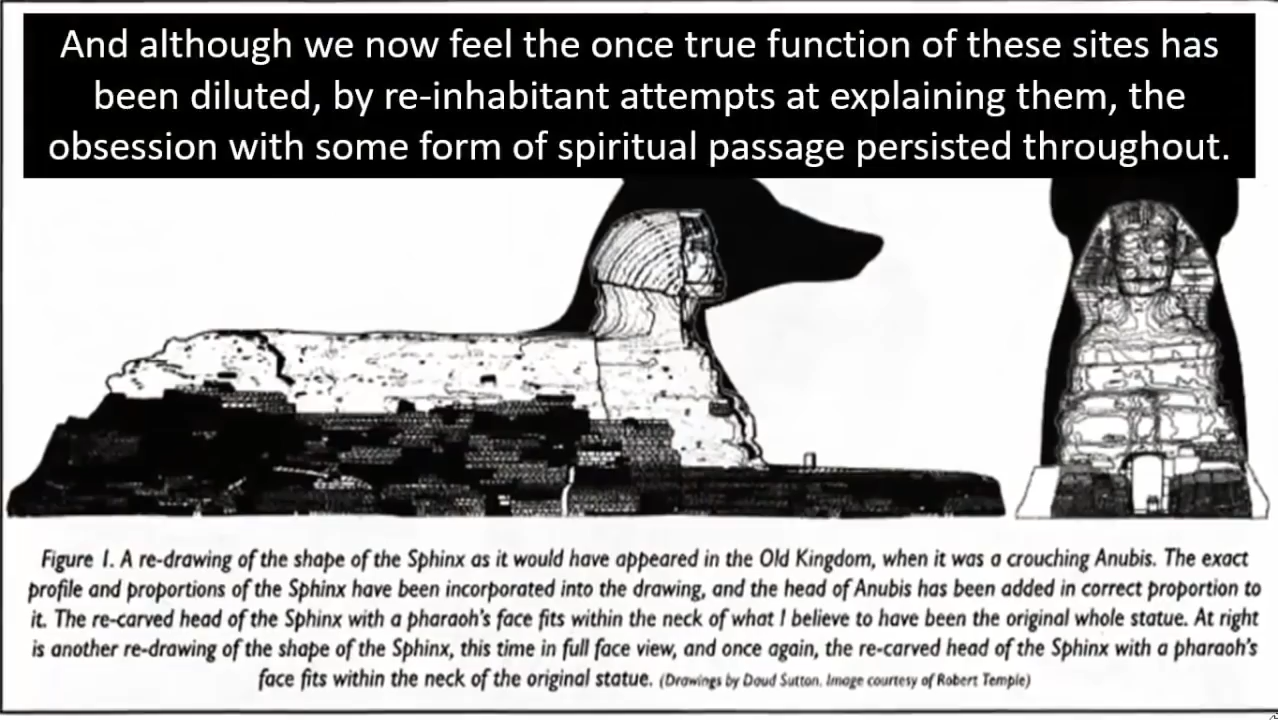 And although we now feel the once true function of these sites has
been diluted, by re-inhabitant attempts at explaining them, the
obsession with some form of spiritual passage persisted throughout.
Figure 1. A re-drawing of the shape of the Sphinx as it would have appeared in the Old Kingdom, when it was a crouching Anubis. The exact
profile and proportions of the Sphinx have been incorporated into the drawing, and the head of Anubis has been added in correct proportion to
it. The re-carved head of the Sphinx with a pharaoh's face fits within the neck of what I believe to have been the original whole statue. At right
is another re-drawing of the shape of the Sphinx, this time in full face view, and once again, the re-carved head of the Sphinx with a pharaoh's
face fits within the neck of the original statue. (Drawings by Daud Sutton. Image courtesy of Robert Temple)